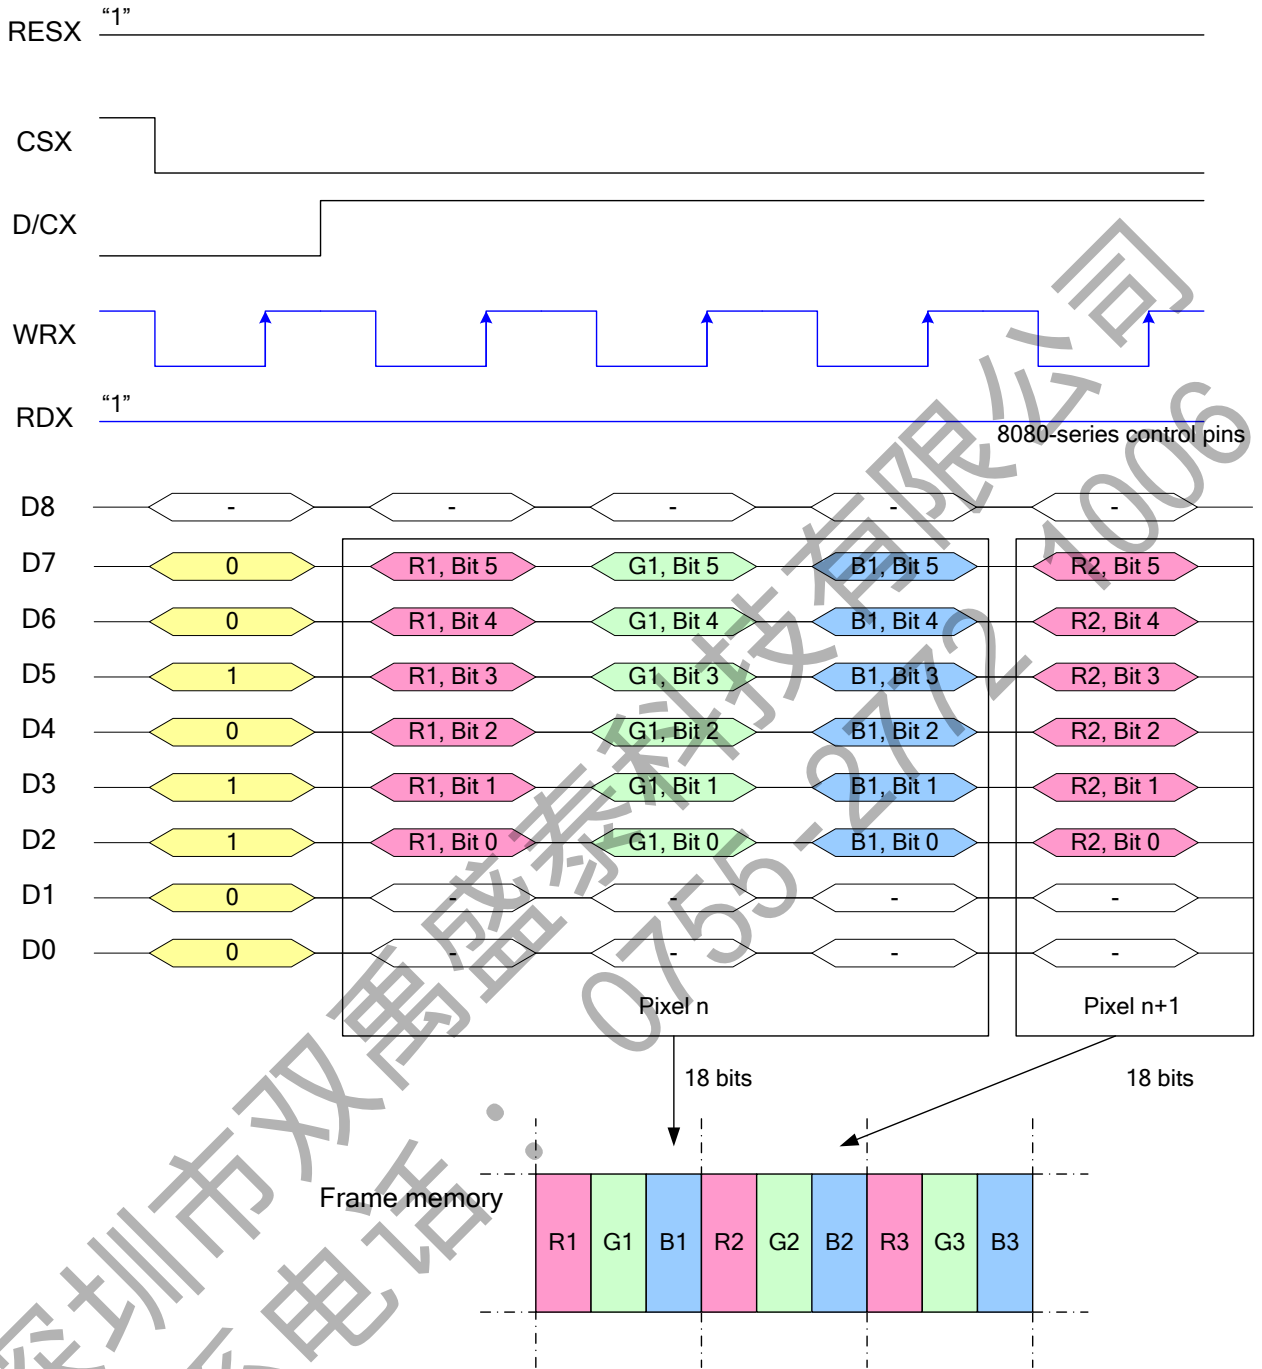 RESX "1"
CSX
D/CX
WRX
RDX "1"
8080-series control pins
D8 - - - - -
D7 0 R1, Bit 5 G1, Bit 5 B1, Bit 5 R2, Bit 5
D6 0 R1, Bit 4 G1, Bit 4 B1, Bit 4 R2, Bit 4
D5 1 R1, Bit 3 G1, Bit 3 B1, Bit 3 R2, Bit 3
D4 0 R1, Bit 2 G1, Bit 2 B1, Bit 2 R2, Bit 2
D3 1 R1, Bit 1 G1, Bit 1 B1, Bit 1 R2, Bit 1
D2 1 R1, Bit 0 G1, Bit 0 B1, Bit 0 R2, Bit 0
D1 0 - - - -
D0 0 - - - -
Pixel n Pixel n+1
18 bits 18 bits
Frame memory
R1 G1 B1 R2 G2 B2 R3 G3 B3
深圳市双禹盛泰科技有限公司
系电话：0755-2772 1006